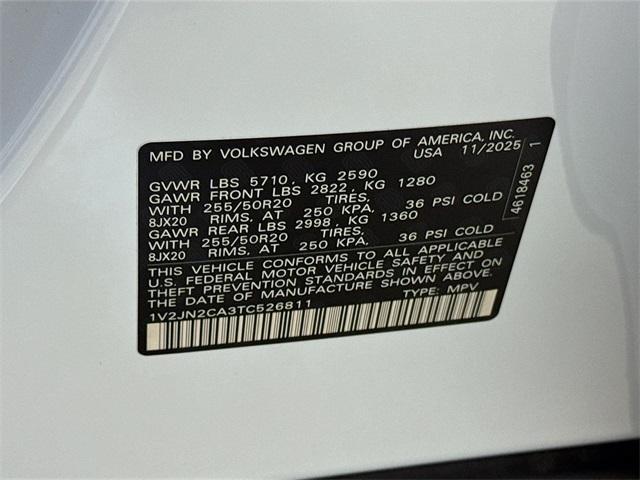 MFD BY VOLKSWAGEN GROUP OF AMERICA, INC.
USA 11/2025
GVWR LBS 5710, KG 2590
GAWR FRONT LBS 2822, KG 1280
WITH 255/50R20 TIRES,
8JX20 RIMS, AT 250 KPA, 36 PSI COLD
GAWR REAR LBS 2998, KG 1360
WITH 255/50R20 TIRES,
8JX20 RIMS, AT 250 KPA, 36 PSI COLD
THIS VEHICLE CONFORMS TO ALL APPLICABLE
U.S. FEDERAL MOTOR VEHICLE SAFETY AND
THEFT PREVENTION STANDARDS IN EFFECT ON
THE DATE OF MANUFACTURE SHOWN ABOVE.
1V2JN2CA3TC526811 TYPE: MPV
4618463 1